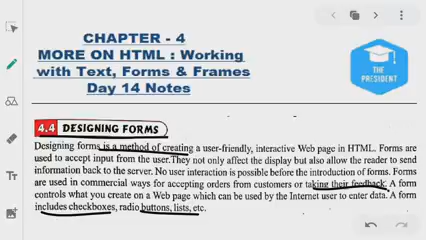 CHAPTER - 4
MORE ON HTML : Working
with Text, Forms & Frames
Day 14 Notes
THE
PRESIDENT
4.4 DESIGNING FORMS
Designing forms is a method of creating a user-friendly, interactive Web page in HTML. Forms are
used to accept input from the user. They not only affect the display but also allow the reader to send
information back to the server. No user interaction is possible before the introduction of forms.
Forms are used in commercial ways for accepting orders from customers or taking their feedback. A form
controls what you create on a Web page which can be used by the Internet user to enter data. A form
includes checkboxes, radio buttons, lists, etc.
Tт